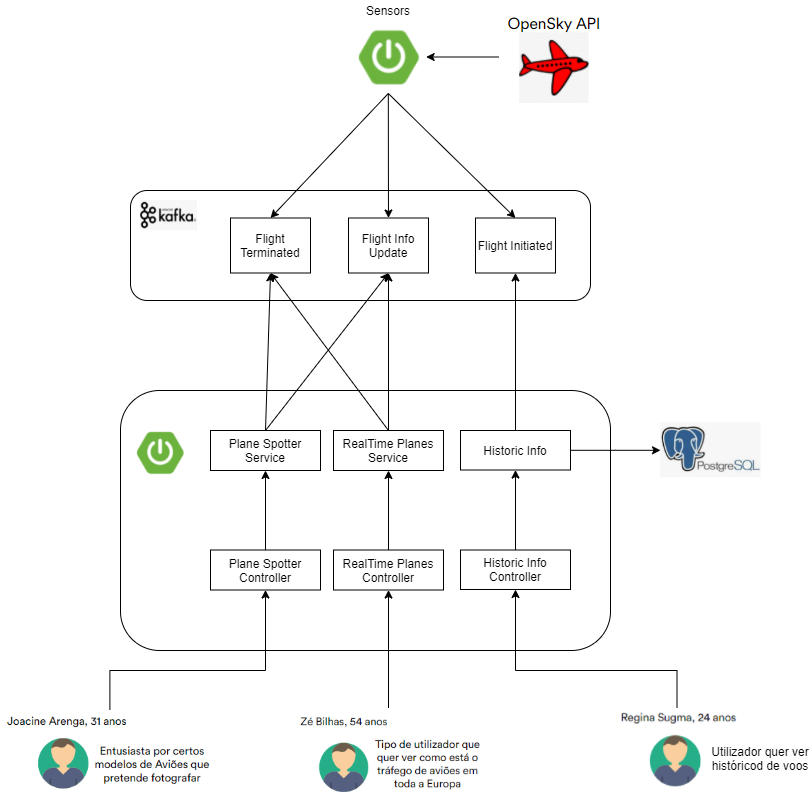 Sensors
OpenSky API
kafka.
Flight
Terminated
Flight Info
Update
Flight Initiated
Plane Spotter
Service
RealTime Planes
Service
Historic Info
PostgreSQL
Plane Spotter
Controller
RealTime Planes
Controller
Historic Info
Controller
Joacine Arenga, 31 anos
Entusiasta por certos
modelos de Aviões que
pretende fotografar
Zé Bilhas, 54 anos
Tipo de utilizador que
quer ver como está o
tráfego de aviões em
toda a Europa
Regina Sugma, 24 anos
Utilizador quer ver
históricod de voos